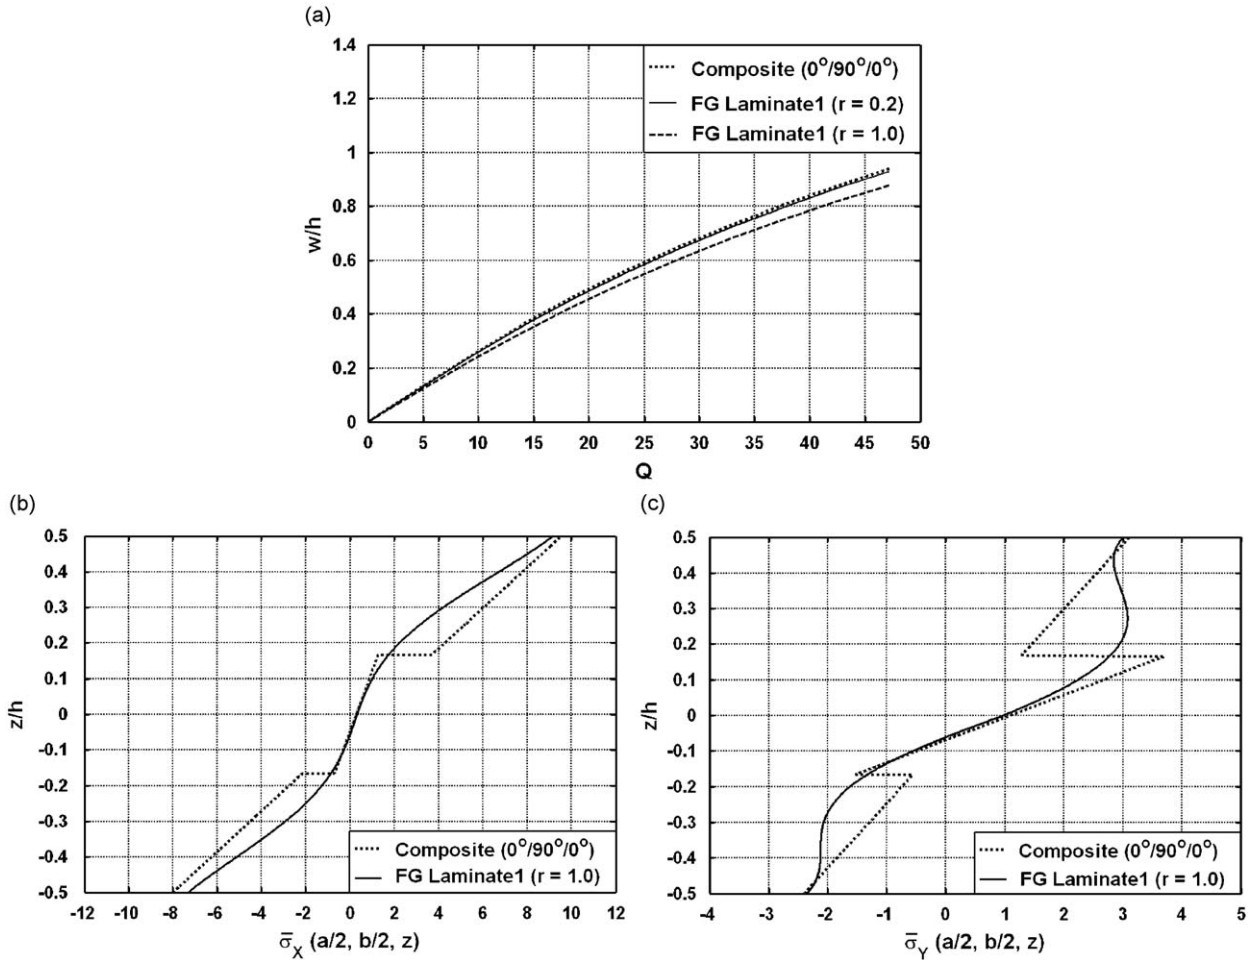 (a)
1.4
1.2
1
0.8
0.6
0.4
0.2
0
w/h
Composite (0°/90°/0°)
FG Laminate1 (r = 0.2)
FG Laminate1 (r = 1.0)
0 5 10 15 20 25 30 35 40 45 50
Q
(b)
0.5
0.4
0.3
0.2
0.1
0
-0.1
-0.2
-0.3
-0.4
-0.5
z/h
Composite (0°/90°/0°)
FG Laminate1 (r = 1.0)
-12 -10 -8 -6 -4 -2 0 2 4 6 8 10 12
σ̅X (a/2, b/2, z)
(c)
0.5
0.4
0.3
0.2
0.1
0
-0.1
-0.2
-0.3
-0.4
-0.5
z/h
Composite (0°/90°/0°)
FG Laminate1 (r = 1.0)
-4 -3 -2 -1 0 1 2 3 4 5
σ̅Y (a/2, b/2, z)